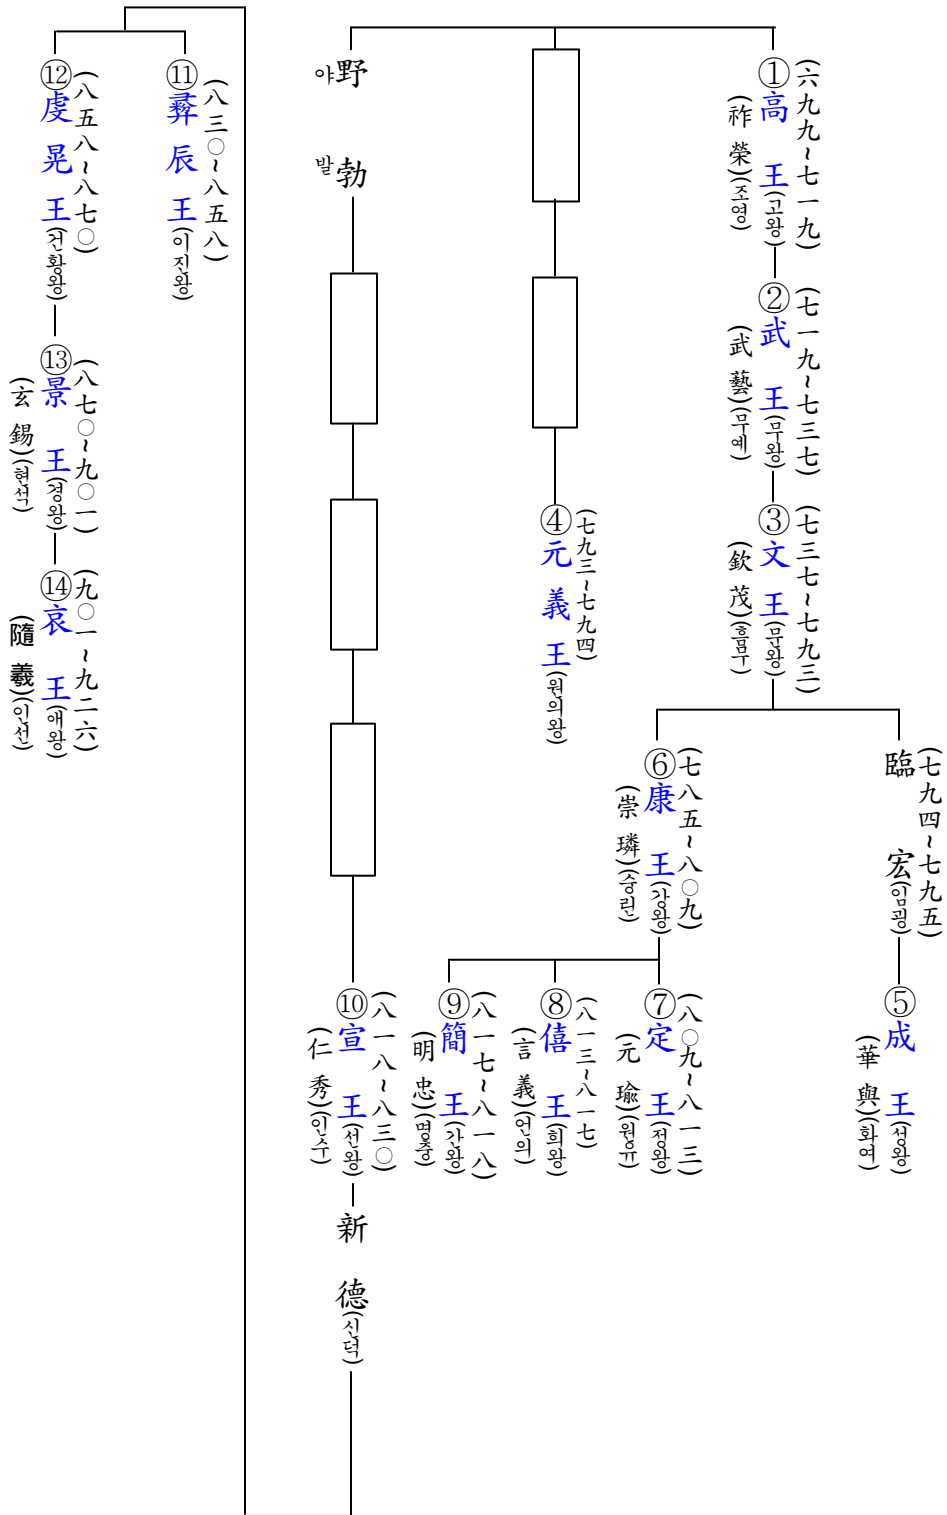 (六九九~七一九)
①高 王(고왕)
(祚榮)(조영)
(七一九~七三七)
②武 王(무왕)
(武藝)(무예)
(七三七~七九三)
③文 王(문왕)
(欽茂)(흠무)
(七九四~七九五)
臨 宏(임굉)
⑤成 王(성왕)
(華與)(화여)
(七八五~八○九)
⑥康 王(강왕)
(崇璘)(숭린)
(八○九~八一三)
⑦定 王(정왕)
(元瑜)(원유)
(八一三~八一七)
⑧僖 王(희왕)
(言義)(언의)
(八一七~八一八)
⑨簡 王(간왕)
(明忠)(명충)
(七九三~七九四)
④元義王(원의왕)
野야
勃발
(八一八~八三○)
⑩宣 王(선왕)
(仁秀)(인수)
新 德(신덕)
(八三○~八五八)
⑪彛辰王(이진왕)
(八五八~八七○)
⑫虔晃王(건황왕)
(八七○~九○一)
⑬景 王(경왕)
(玄錫)(현석)
(九○一~九二六)
⑭哀 王(애왕)
(隨羲)(인선)